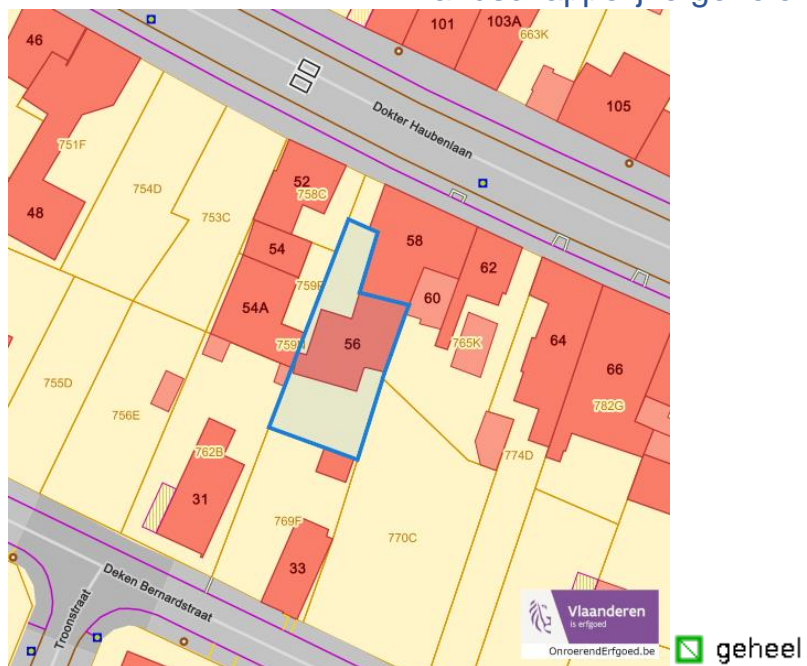 46
101
103A
663K
105
Dokter Haubenlaan
751F
754D
48
753C
52
758C
54
54A
58
62
60
56
765K
64
66
782G
755D
756E
762B
31
774D
769F
770C
33
Deken Bernardstraat
Troonstraat
Vlaanderen
is erfgoed
OnroerendErfgoed.be
geheel